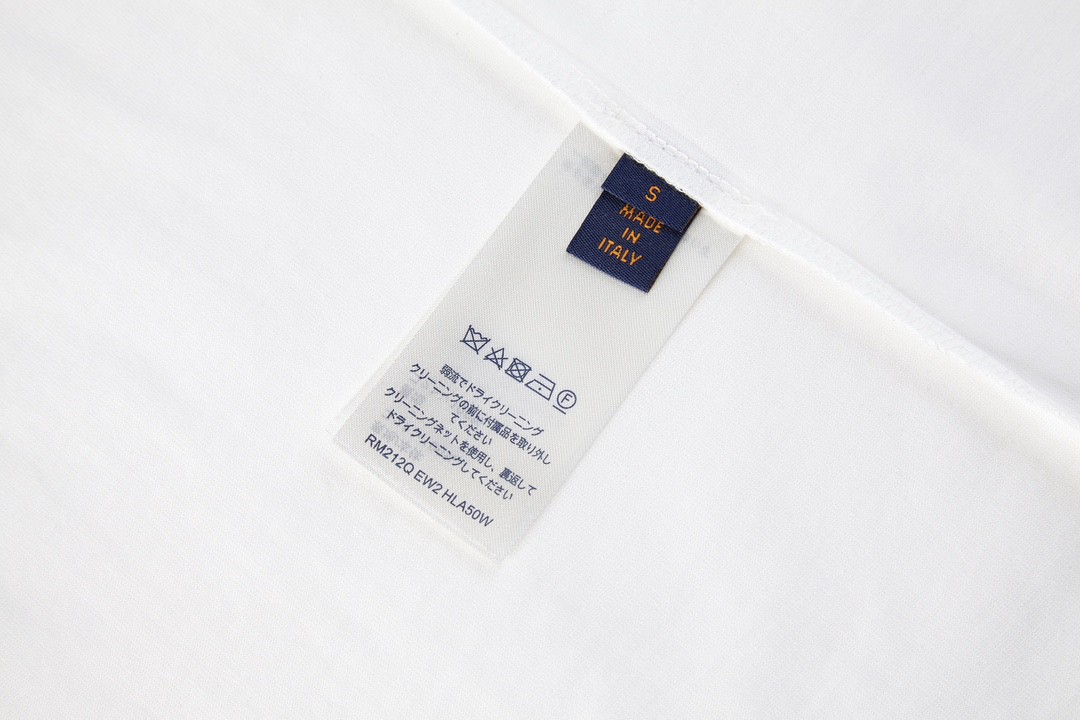 S
MADE
IN
ITALY
弱流でドライクリーニング
クリーニングの前に付属品を取り外し
てください
クリーニングネットを使用し、裏返して
ドライクリーニングしてください
RM212Q EW2 HLA50W